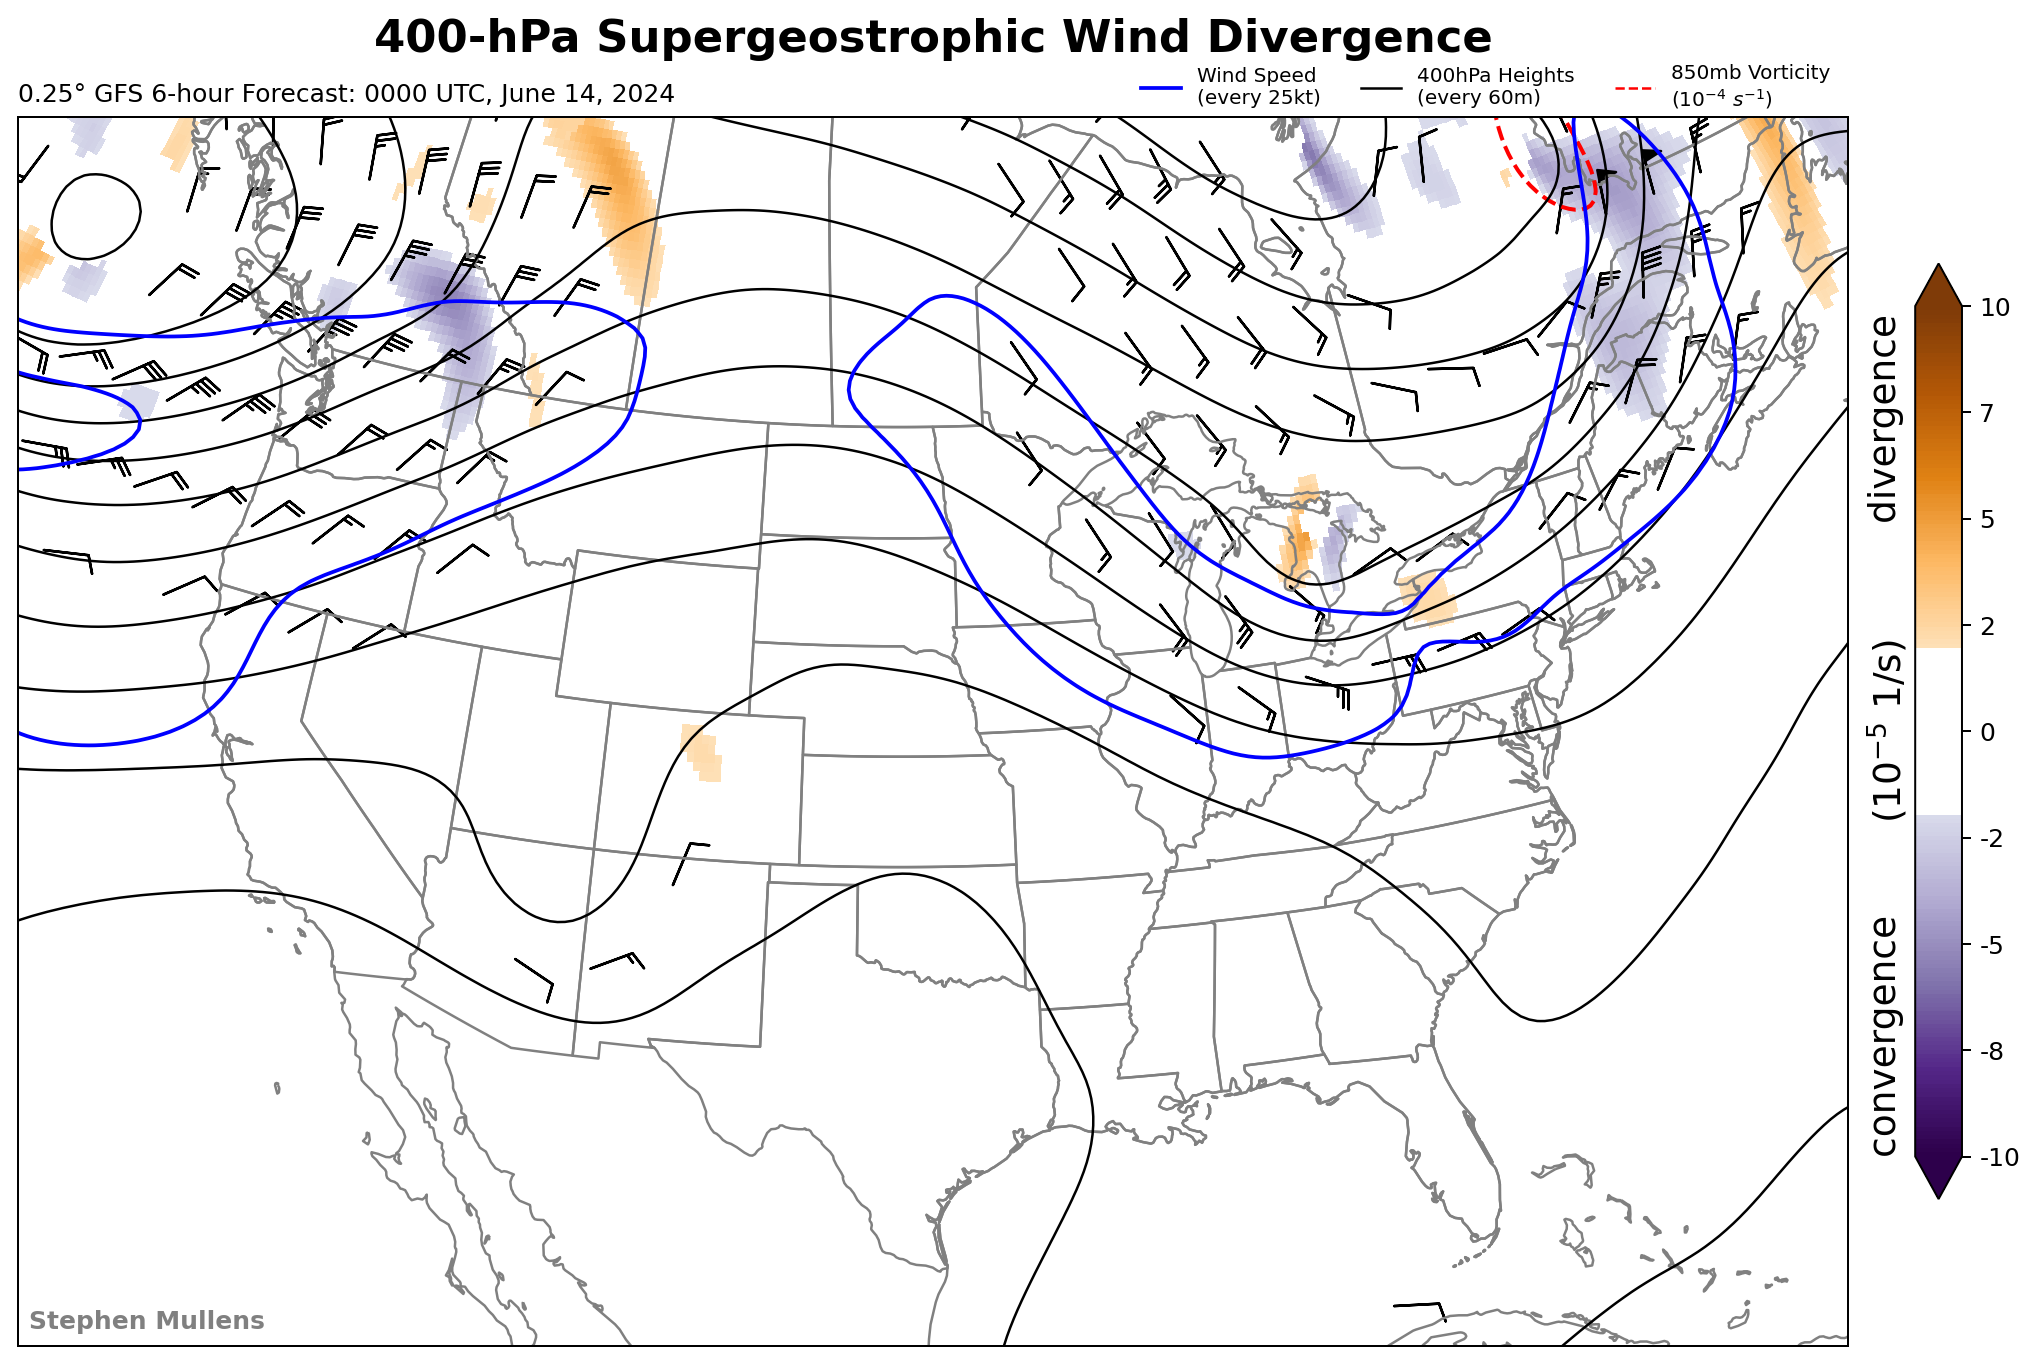 400-hPa Supergeostrophic Wind Divergence
0.25° GFS 6-hour Forecast: 0000 UTC, June 14, 2024
Wind Speed
(every 25kt)
400hPa Heights
(every 60m)
850mb Vorticity
(10⁻⁴ s⁻¹)
10
7
5
2
0
-2
-5
-8
-10
convergence (10⁻⁵ 1/s) divergence
Stephen Mullens